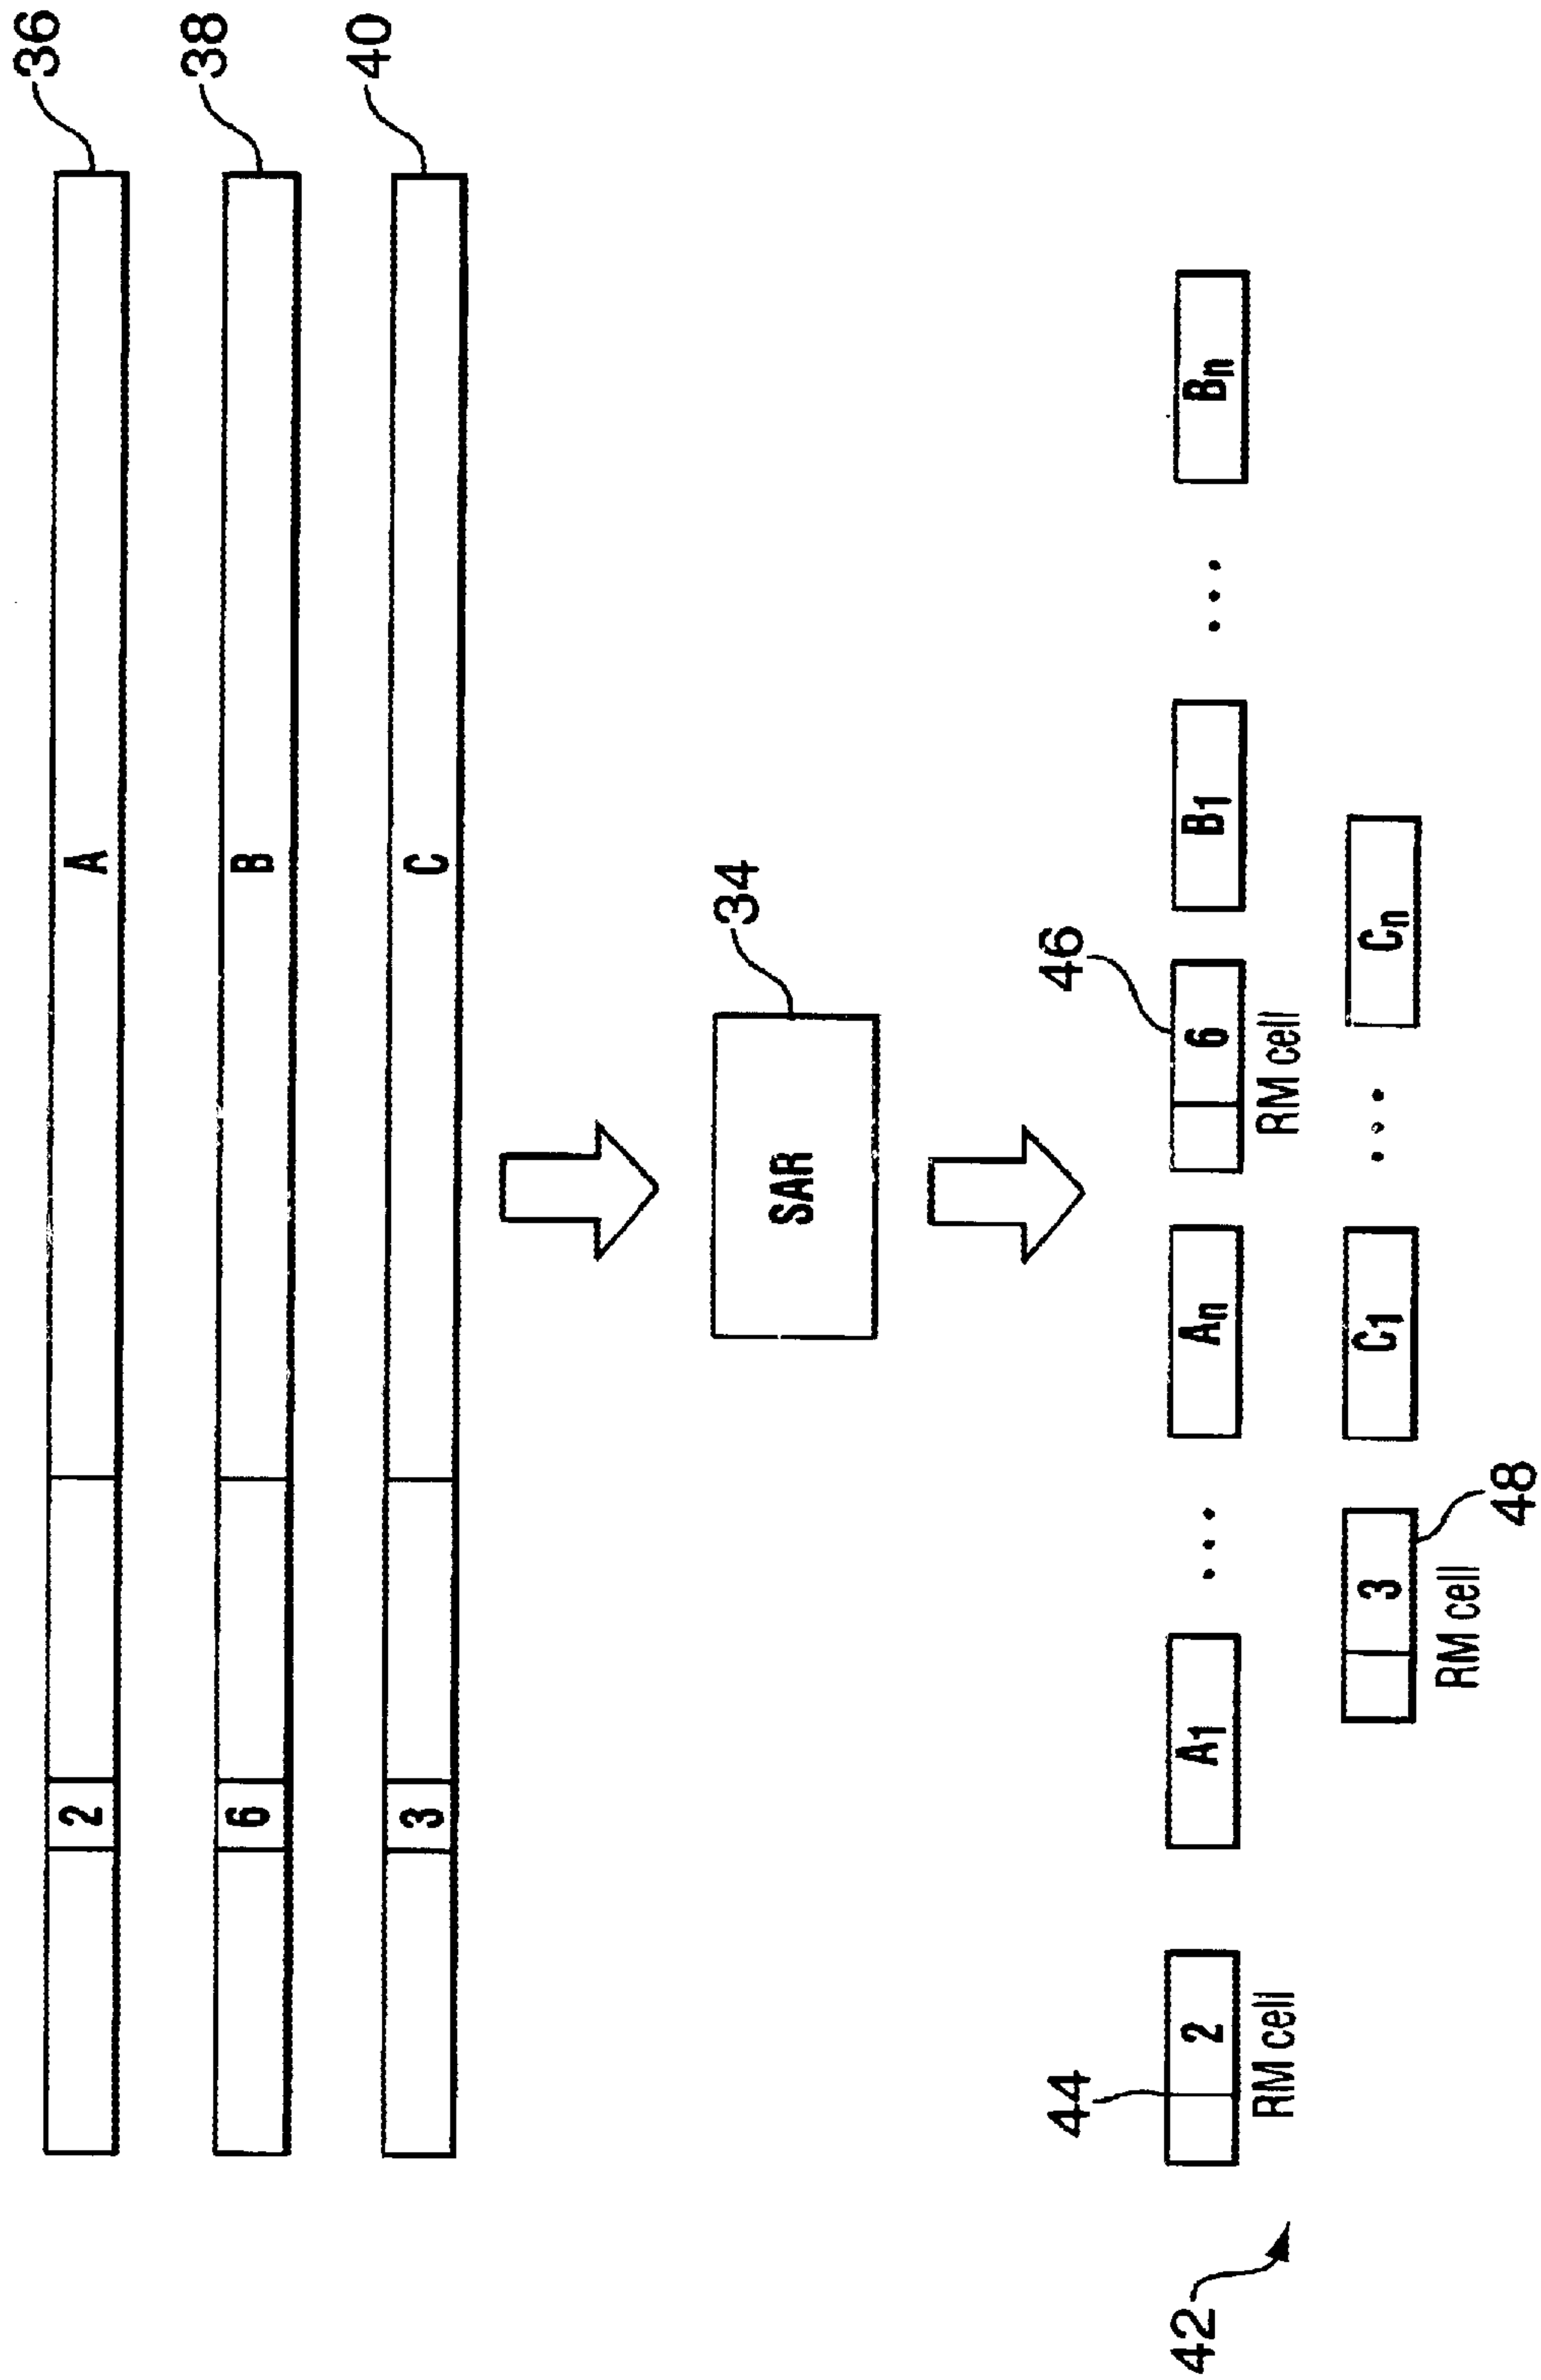 2 A 36
6 B 38
3 C 40
34
SAR
44 46
2 A1 ... An 6 B1 ... Bn
RM cell RM cell
42
3 C1 ... Cn
RM cell 48